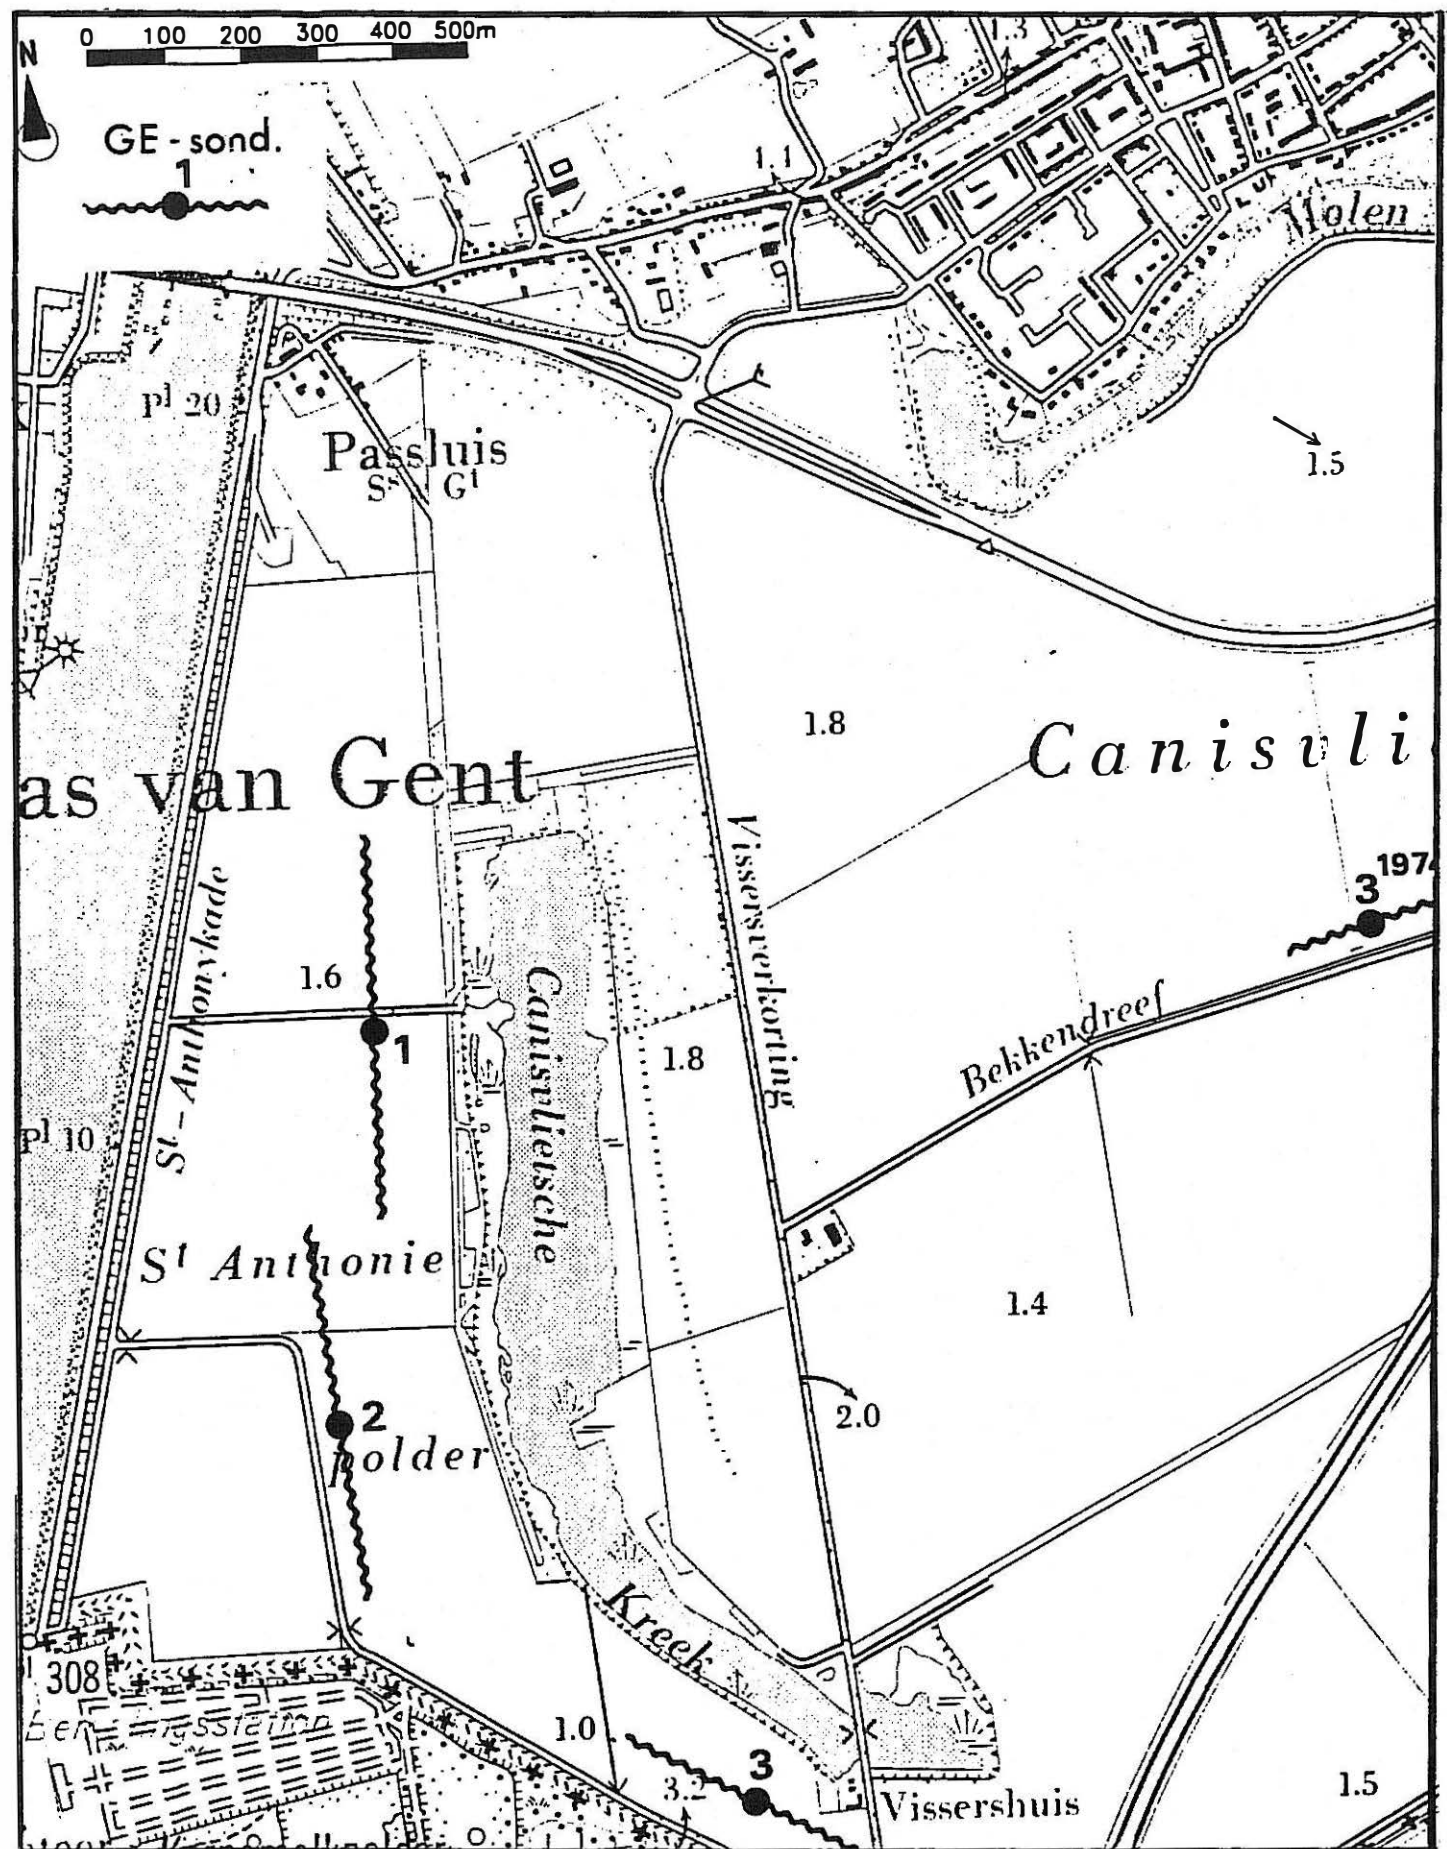 0 100 200 300 400 500m
N
GE - sond.
1
1.3
1.1
Molen
Pl 20
Passluis
Ss Gt
1.5
1.8
Canisvli
as van Gent
Vissersverkorting
St - Anthonykade
3 1974
1.6
Canisvlietsche
1
1.8
Bekkendreef
Pl 10
St Anthonie
1.4
2
2.0
polder
Kreek
308
1.0
3
3.2
Vissershuis
1.5